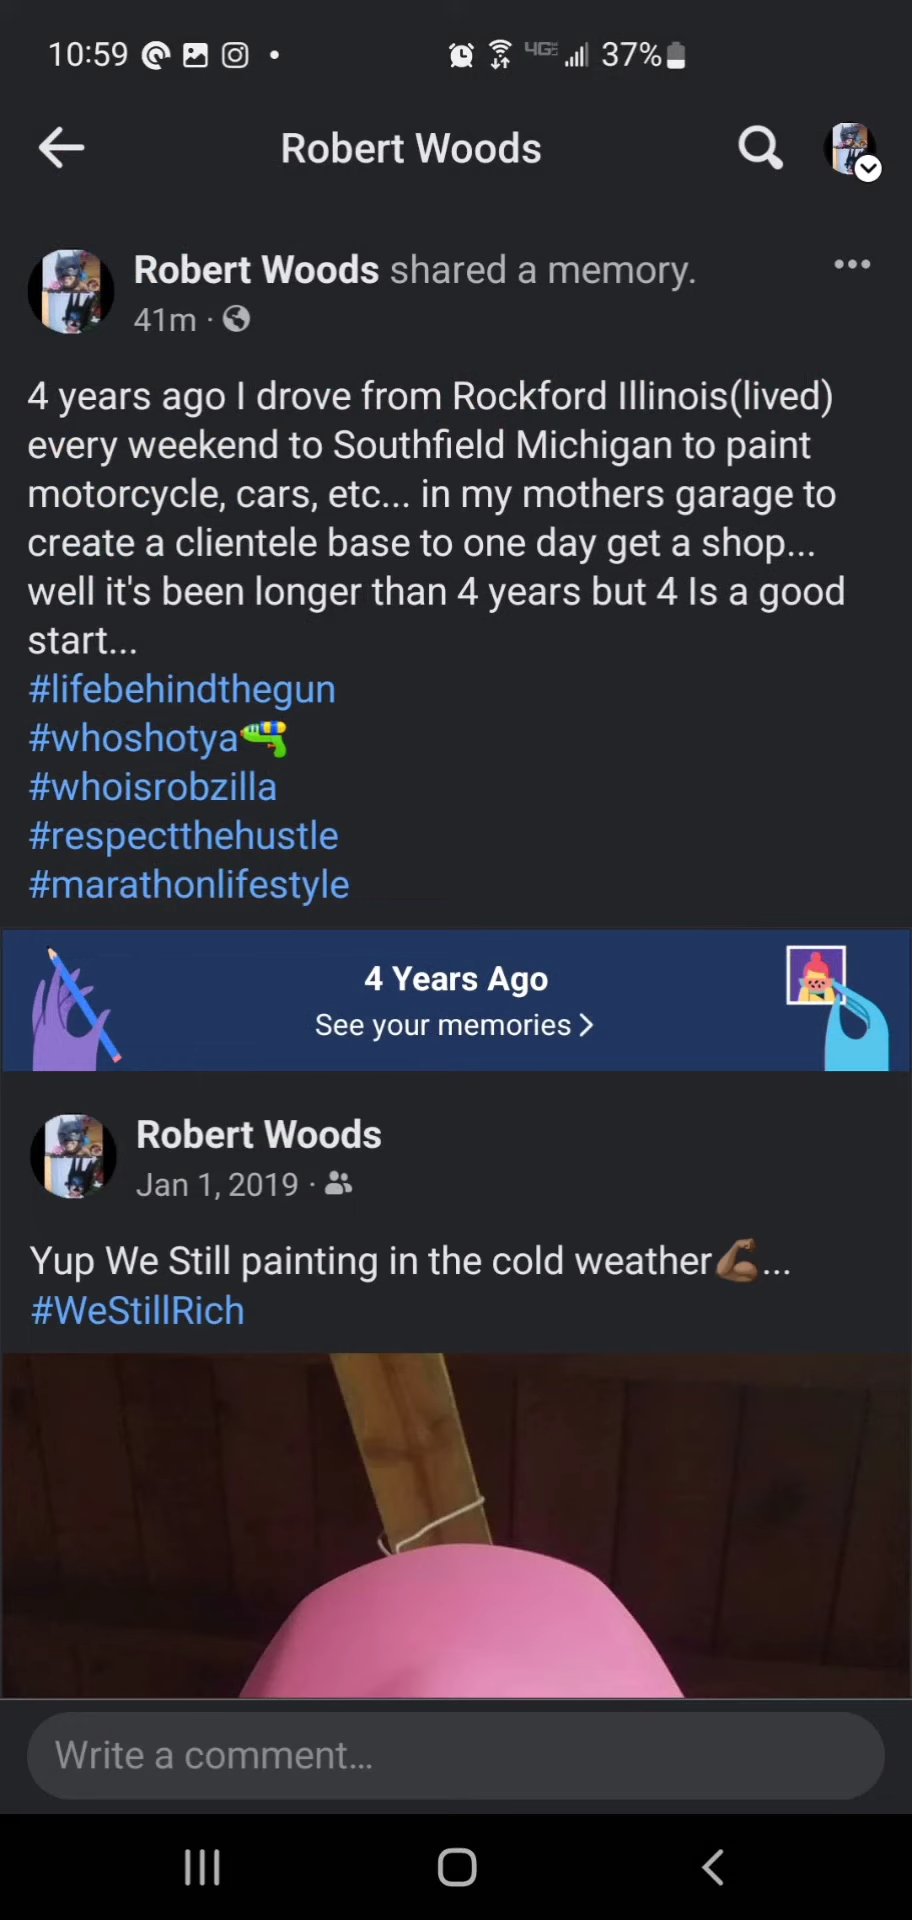 10:59 4GE 37%
Robert Woods
Robert Woods shared a memory.
41m ·
4 years ago I drove from Rockford Illinois(lived)
every weekend to Southfield Michigan to paint
motorcycle, cars, etc... in my mothers garage to
create a clientele base to one day get a shop...
well it's been longer than 4 years but 4 Is a good
start...
#lifebehindthegun
#whoshotya🔫
#whoisrobzilla
#respectthehustle
#marathonlifestyle
4 Years Ago
See your memories >
Robert Woods
Jan 1, 2019 ·
Yup We Still painting in the cold weather💪🏾...
#WeStillRich
Write a comment...